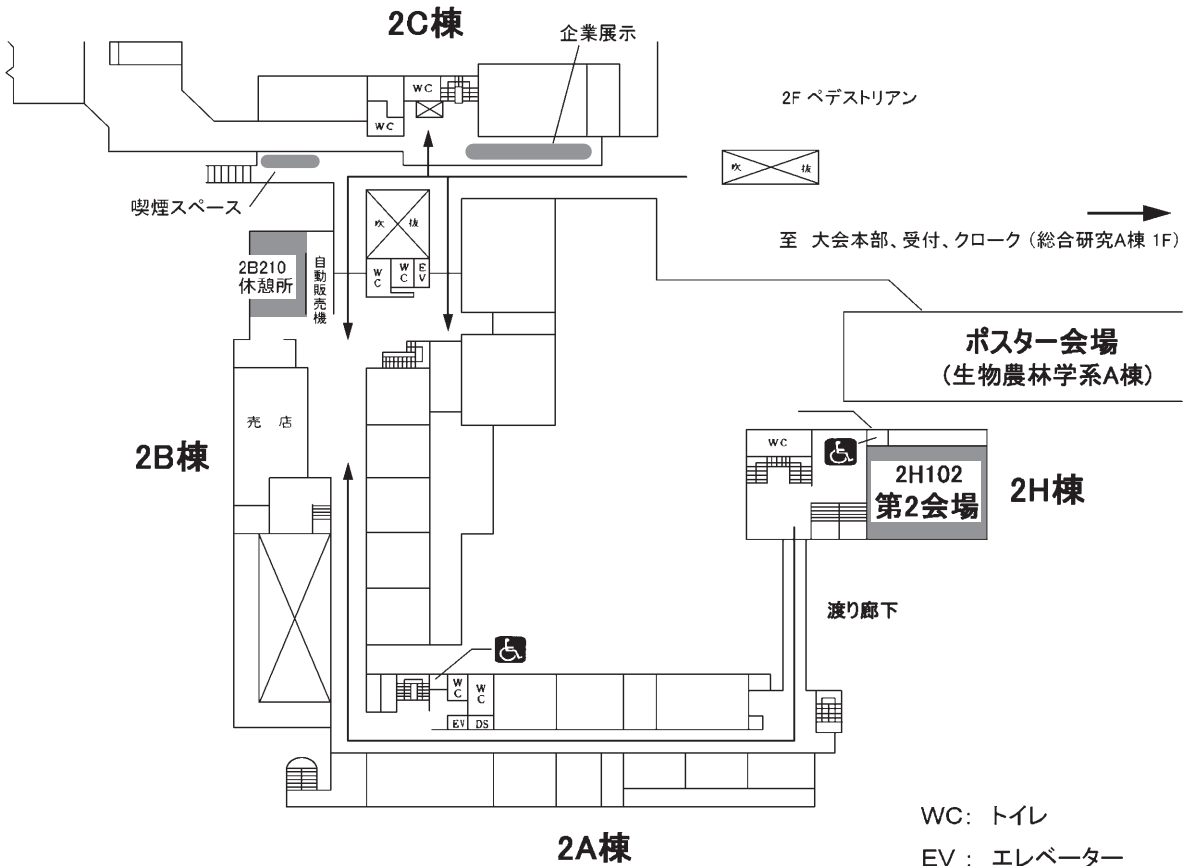 2C棟
企業展示
WC
WC
2F ペデストリアン
吹 抜
喫煙スペース
吹 抜
至 大会本部、受付、クローク（総合研究A棟 1F）
2B210
休憩所
自動販売機
WC
WC
EV
ポスター会場
（生物農林学系A棟）
売 店
2B棟
WC
2H102
第2会場
2H棟
渡り廊下
WC
WC
EV
DS
2A棟
WC： トイレ
EV ： エレベーター